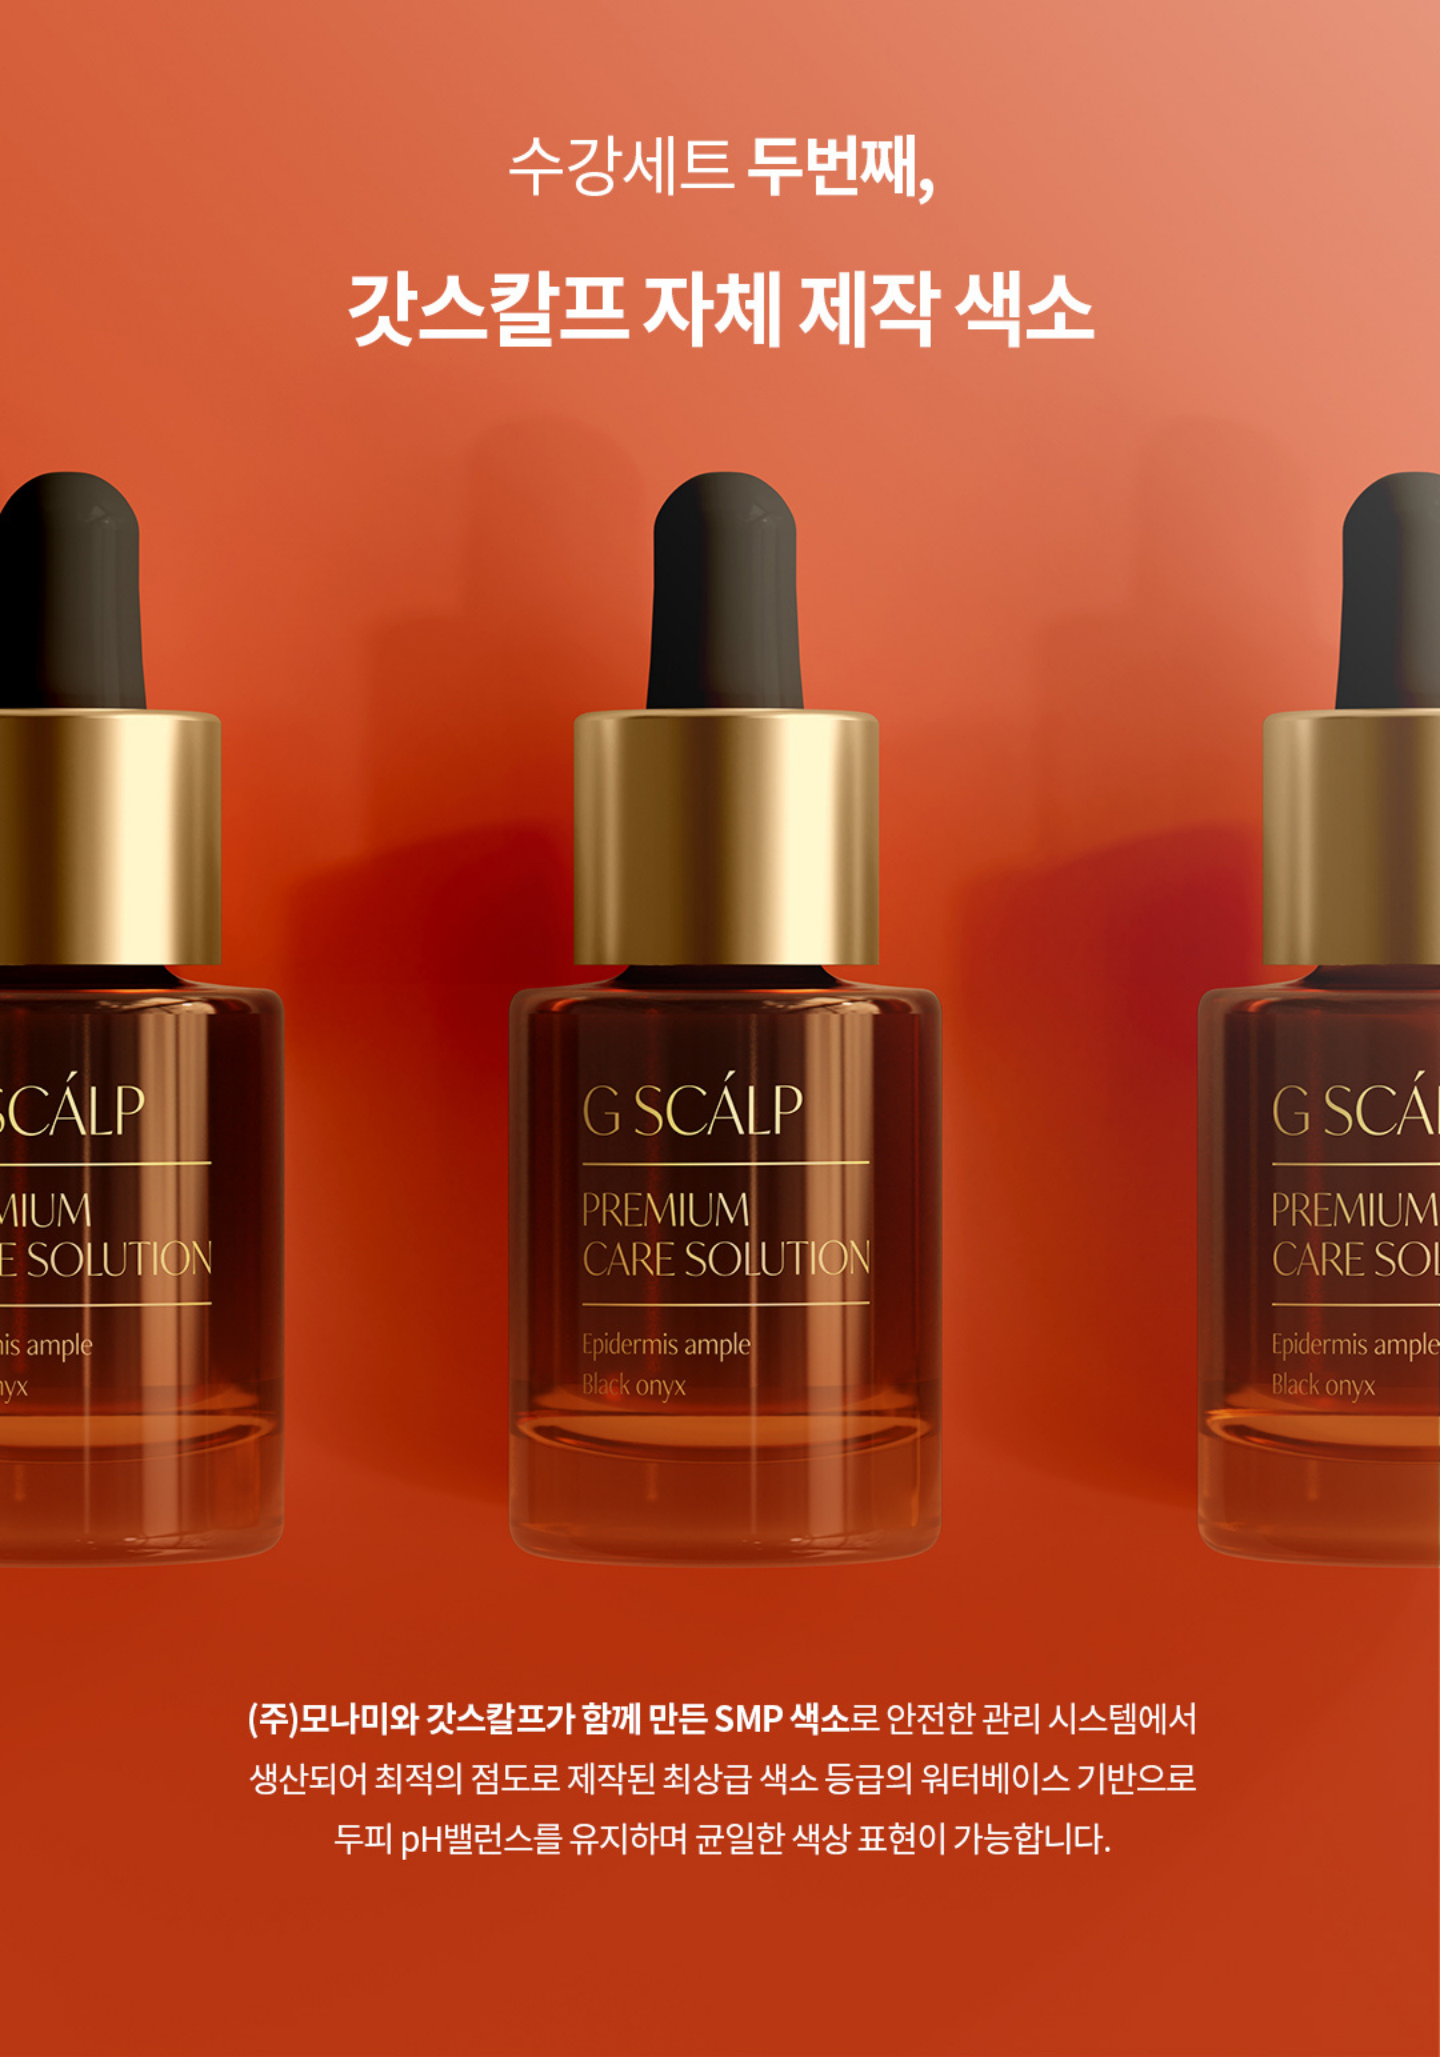 수강세트 두번째,
갓스칼프 자체 제작 색소
SCÁLP
G SCÁLP
G SCÁL
MIUM
PREMIUM
PREMIUM
E SOLUTION
CARE SOLUTION
CARE SOL
is ample
Epidermis ample
Epidermis ample
nyx
Black onyx
Black onyx
(주)모나미와 갓스칼프가 함께 만든 SMP 색소로 안전한 관리 시스템에서
생산되어 최적의 점도로 제작된 최상급 색소 등급의 워터베이스 기반으로
두피 pH밸런스를 유지하며 균일한 색상 표현이 가능합니다.